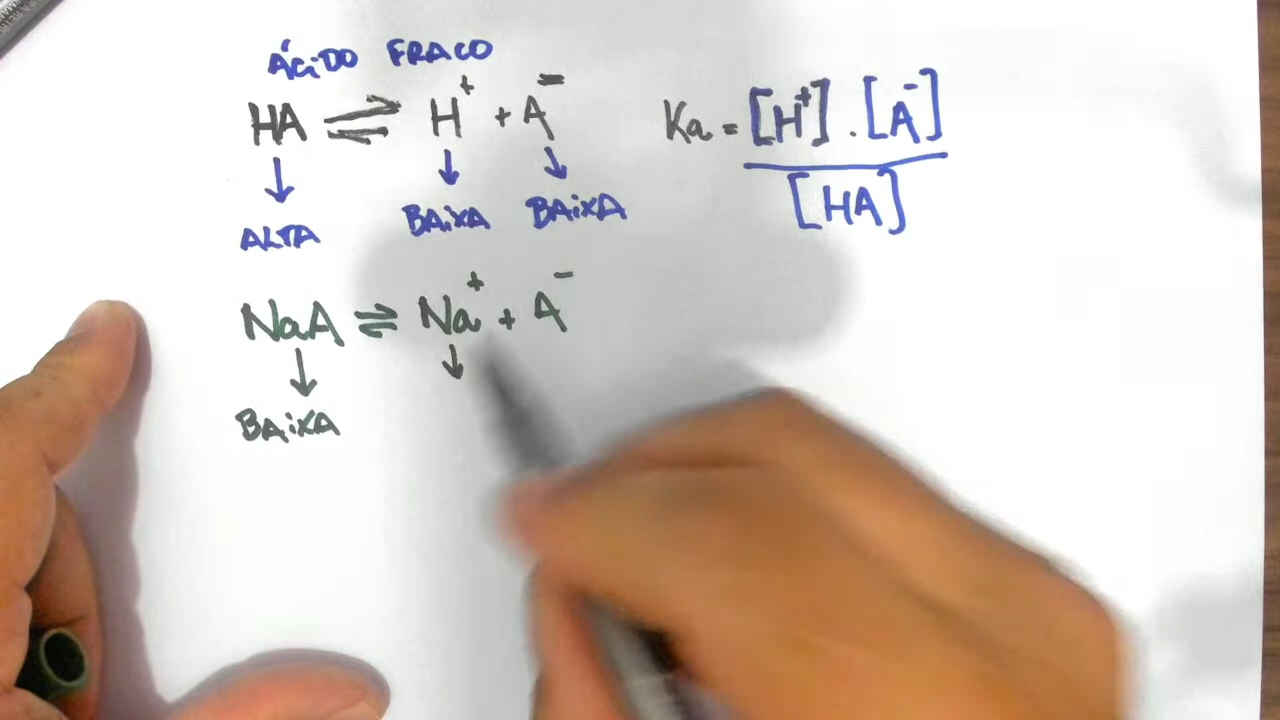 ÁCIDO FRACO
HA ⇌ H⁺ + A⁻ Ka = [H⁺] . [A⁻] / [HA]
↓ ↓ ↓
ALTA BAIXA BAIXA
NaA ⇌ Na⁺ + A⁻
↓ ↓
BAIXA